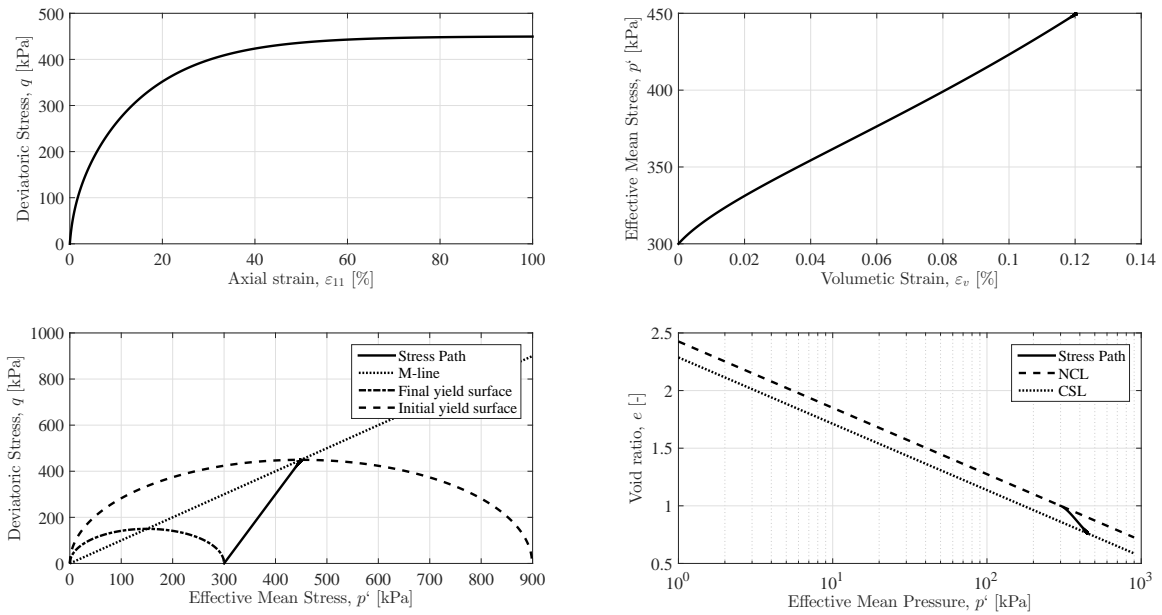 500
400
300
200
100
0
Deviatoric Stress, q [kPa]
0 20 40 60 80 100
Axial strain, ε11 [%]
450
400
350
300
Effective Mean Stress, p‘ [kPa]
0 0.02 0.04 0.06 0.08 0.1 0.12 0.14
Volumetic Strain, εv [%]
1000
800
600
400
200
0
Deviatoric Stress, q [kPa]
Stress Path
M-line
Final yield surface
Initial yield surface
0 100 200 300 400 500 600 700 800 900
Effective Mean Stress, p‘ [kPa]
2.5
2
1.5
1
0.5
Void ratio, e [-]
Stress Path
NCL
CSL
10^0 10^1 10^2 10^3
Effective Mean Pressure, p‘ [kPa]